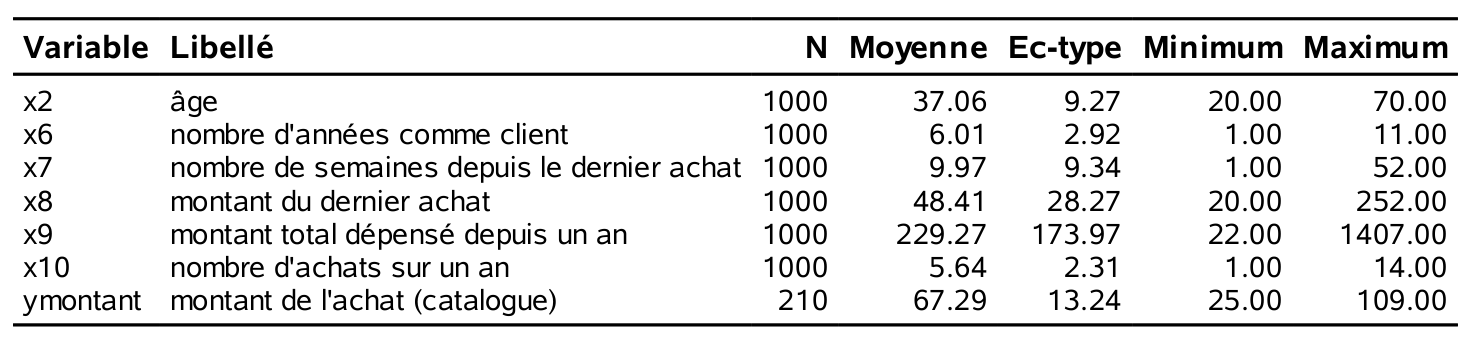 Variable Libellé N Moyenne Ec-type Minimum Maximum
x2 âge 1000 37.06 9.27 20.00 70.00
x6 nombre d'années comme client 1000 6.01 2.92 1.00 11.00
x7 nombre de semaines depuis le dernier achat 1000 9.97 9.34 1.00 52.00
x8 montant du dernier achat 1000 48.41 28.27 20.00 252.00
x9 montant total dépensé depuis un an 1000 229.27 173.97 22.00 1407.00
x10 nombre d'achats sur un an 1000 5.64 2.31 1.00 14.00
ymontant montant de l'achat (catalogue) 210 67.29 13.24 25.00 109.00